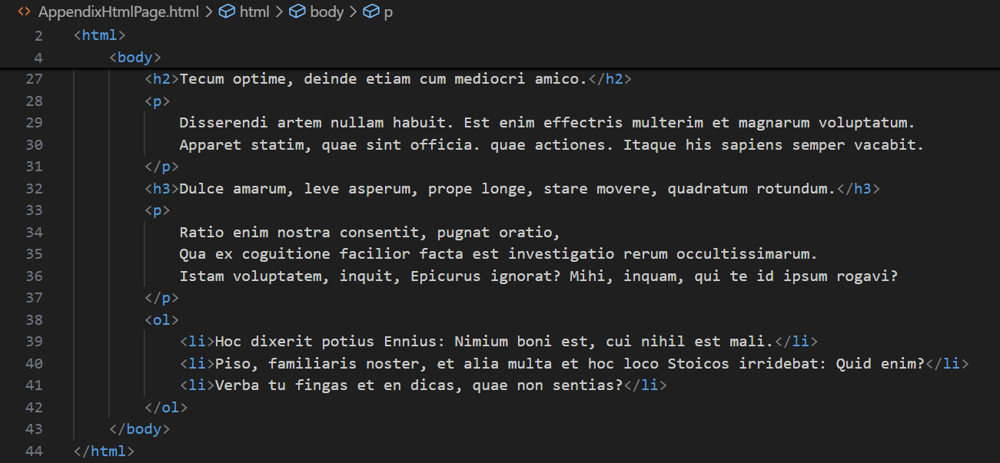 AppendixHtmlPage.html > html > body > p
2 <html>
4 <body>
27 <h2>Tecum optime, deinde etiam cum mediocri amico.</h2>
28 <p>
29 Disserendi artem nullam habuit. Est enim effectris multerim et magnarum voluptatum.
30 Apparet statim, quae sint officia. quae actiones. Itaque his sapiens semper vacabit.
31 </p>
32 <h3>Dulce amarum, leve asperum, prope longe, stare movere, quadratum rotundum.</h3>
33 <p>
34 Ratio enim nostra consentit, pugnat oratio,
35 Qua ex coguitione facilior facta est investigatio rerum occultissimarum.
36 Istam voluptatem, inquit, Epicurus ignorat? Mihi, inquam, qui te id ipsum rogavi?
37 </p>
38 <ol>
39 <li>Hoc dixerit potius Ennius: Nimium boni est, cui nihil est mali.</li>
40 <li>Piso, familiaris noster, et alia multa et hoc loco Stoicos irridebat: Quid enim?</li>
41 <li>Verba tu fingas et en dicas, quae non sentias?</li>
42 </ol>
43 </body>
44 </html>